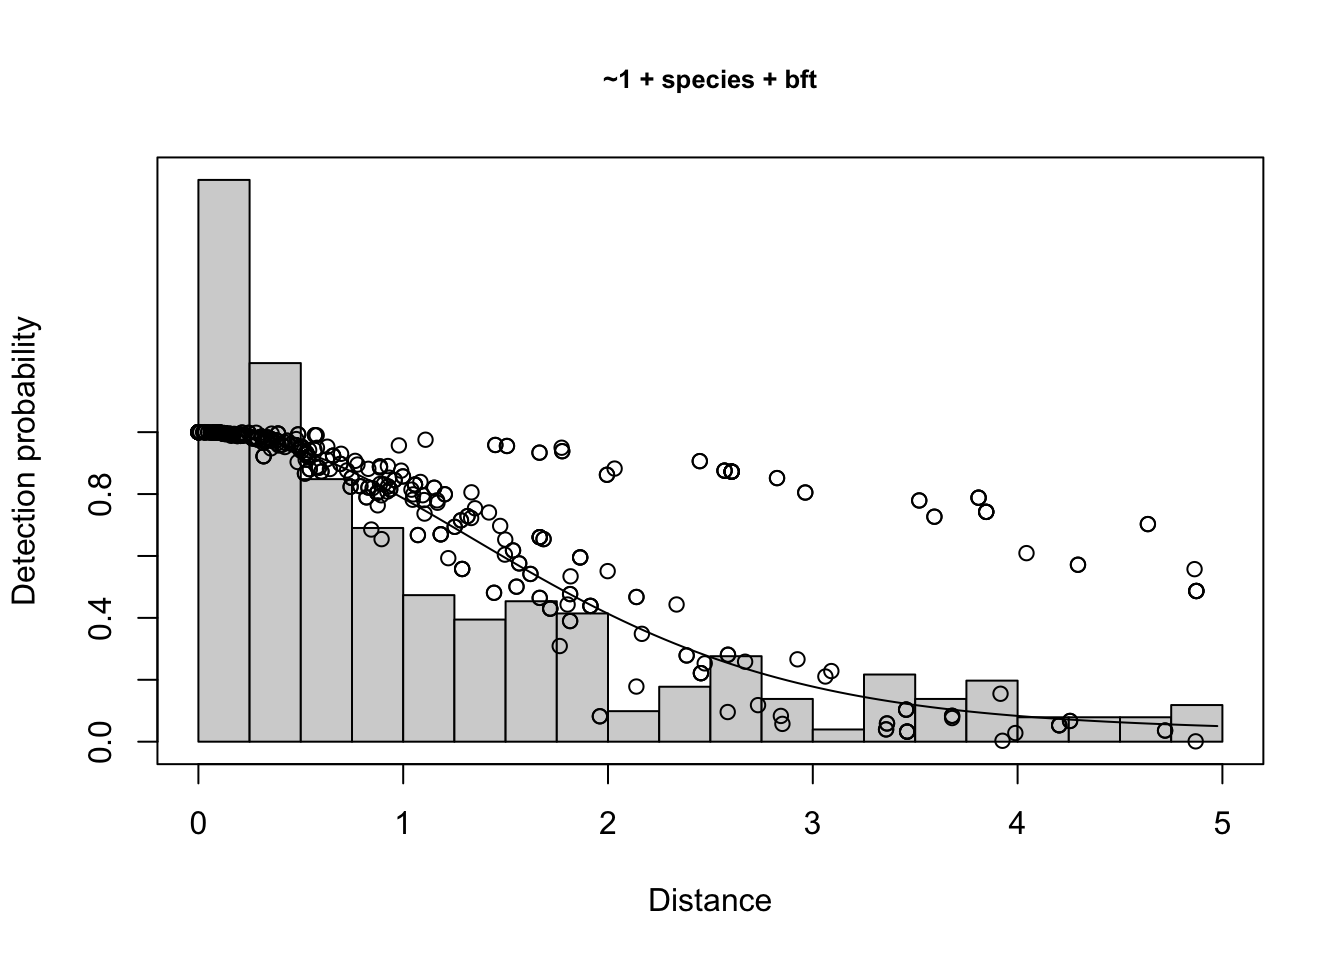 ~1 + species + bft
Detection probability
0.8
0.4
0.0
0 1 2 3 4 5
Distance